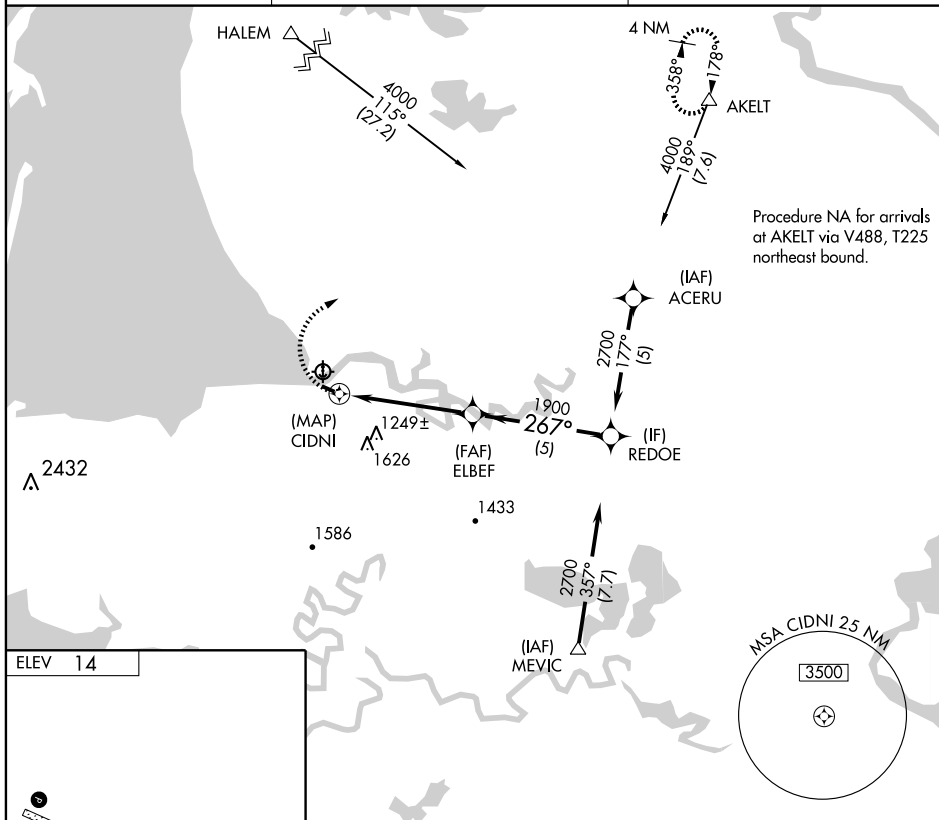 HALEM
4000
115°
(27.2)
4 NM
358°
178°
AKELT
4000
189°
(7.6)
Procedure NA for arrivals
at AKELT via V488, T225
northeast bound.
(IAF)
ACERU
2700
177°
(5)
(MAP)
CIDNI
1249±
1626
(FAF)
ELBEF
1900
267°
(5)
(IF)
REDOE
2432
1433
1586
2700
357°
(7.7)
(IAF)
MEVIC
MSA CIDNI 25 NM
3500
ELEV 14
P